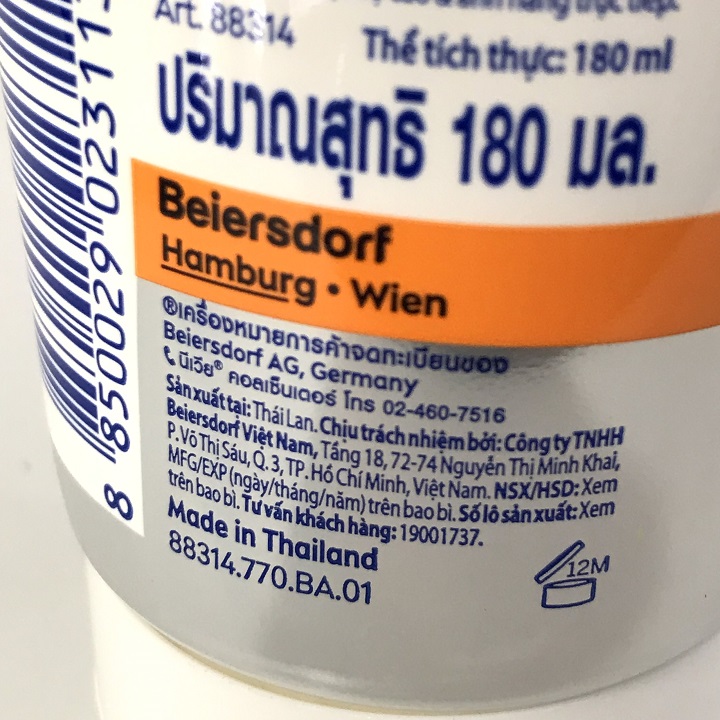 Art. 88314
Thể tích thực: 180 ml
ปริมาณสุทธิ 180 มล.
Beiersdorf
Hamburg • Wien
®เครื่องหมายการค้าจดทะเบียนของ
Beiersdorf AG, Germany
นีเวีย® คอลเซ็นเตอร์ โทร 02-460-7516
Sản xuất tại: Thái Lan. Chịu trách nhiệm bởi: Công ty TNHH
Beiersdorf Việt Nam, Tầng 18, 72-74 Nguyễn Thị Minh Khai,
P. Võ Thị Sáu, Q. 3, TP. Hồ Chí Minh, Việt Nam. NSX/HSD: Xem
MFG/EXP (ngày/tháng/năm) trên bao bì. Số lô sản xuất: Xem
trên bao bì. Tư vấn khách hàng: 19001737.
Made in Thailand
88314.770.BA.01
12M
8 850029 02311